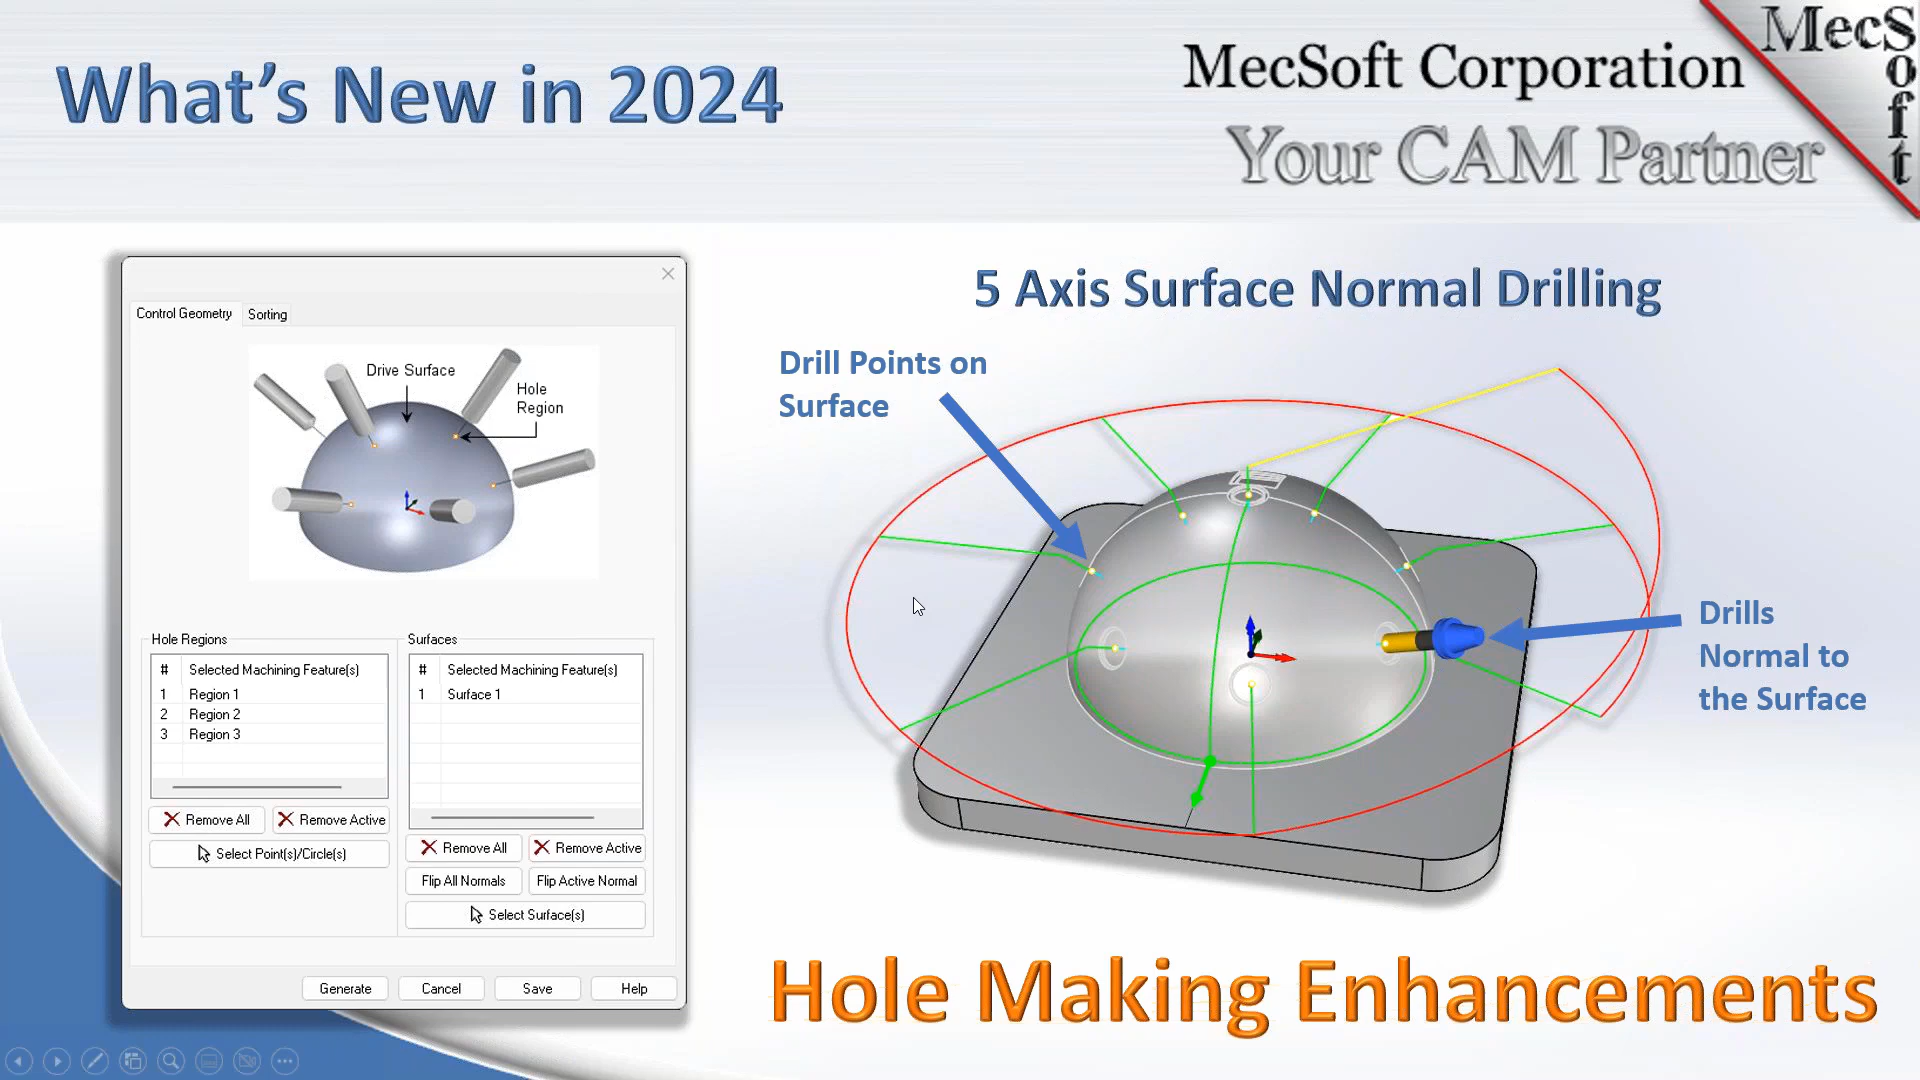 What's New in 2024
MecSoft Corporation
Your CAM Partner
MecSoft
Control Geometry
Sorting
Drive Surface
Hole
Region
Hole Regions
# Selected Machining Feature(s)
1 Region 1
2 Region 2
3 Region 3
Remove All
Remove Active
Select Point(s)/Circle(s)
Surfaces
# Selected Machining Feature(s)
1 Surface 1
Remove All
Remove Active
Flip All Normals
Flip Active Normal
Select Surface(s)
Generate
Cancel
Save
Help
5 Axis Surface Normal Drilling
Drill Points on
Surface
Drills
Normal to
the Surface
Hole Making Enhancements